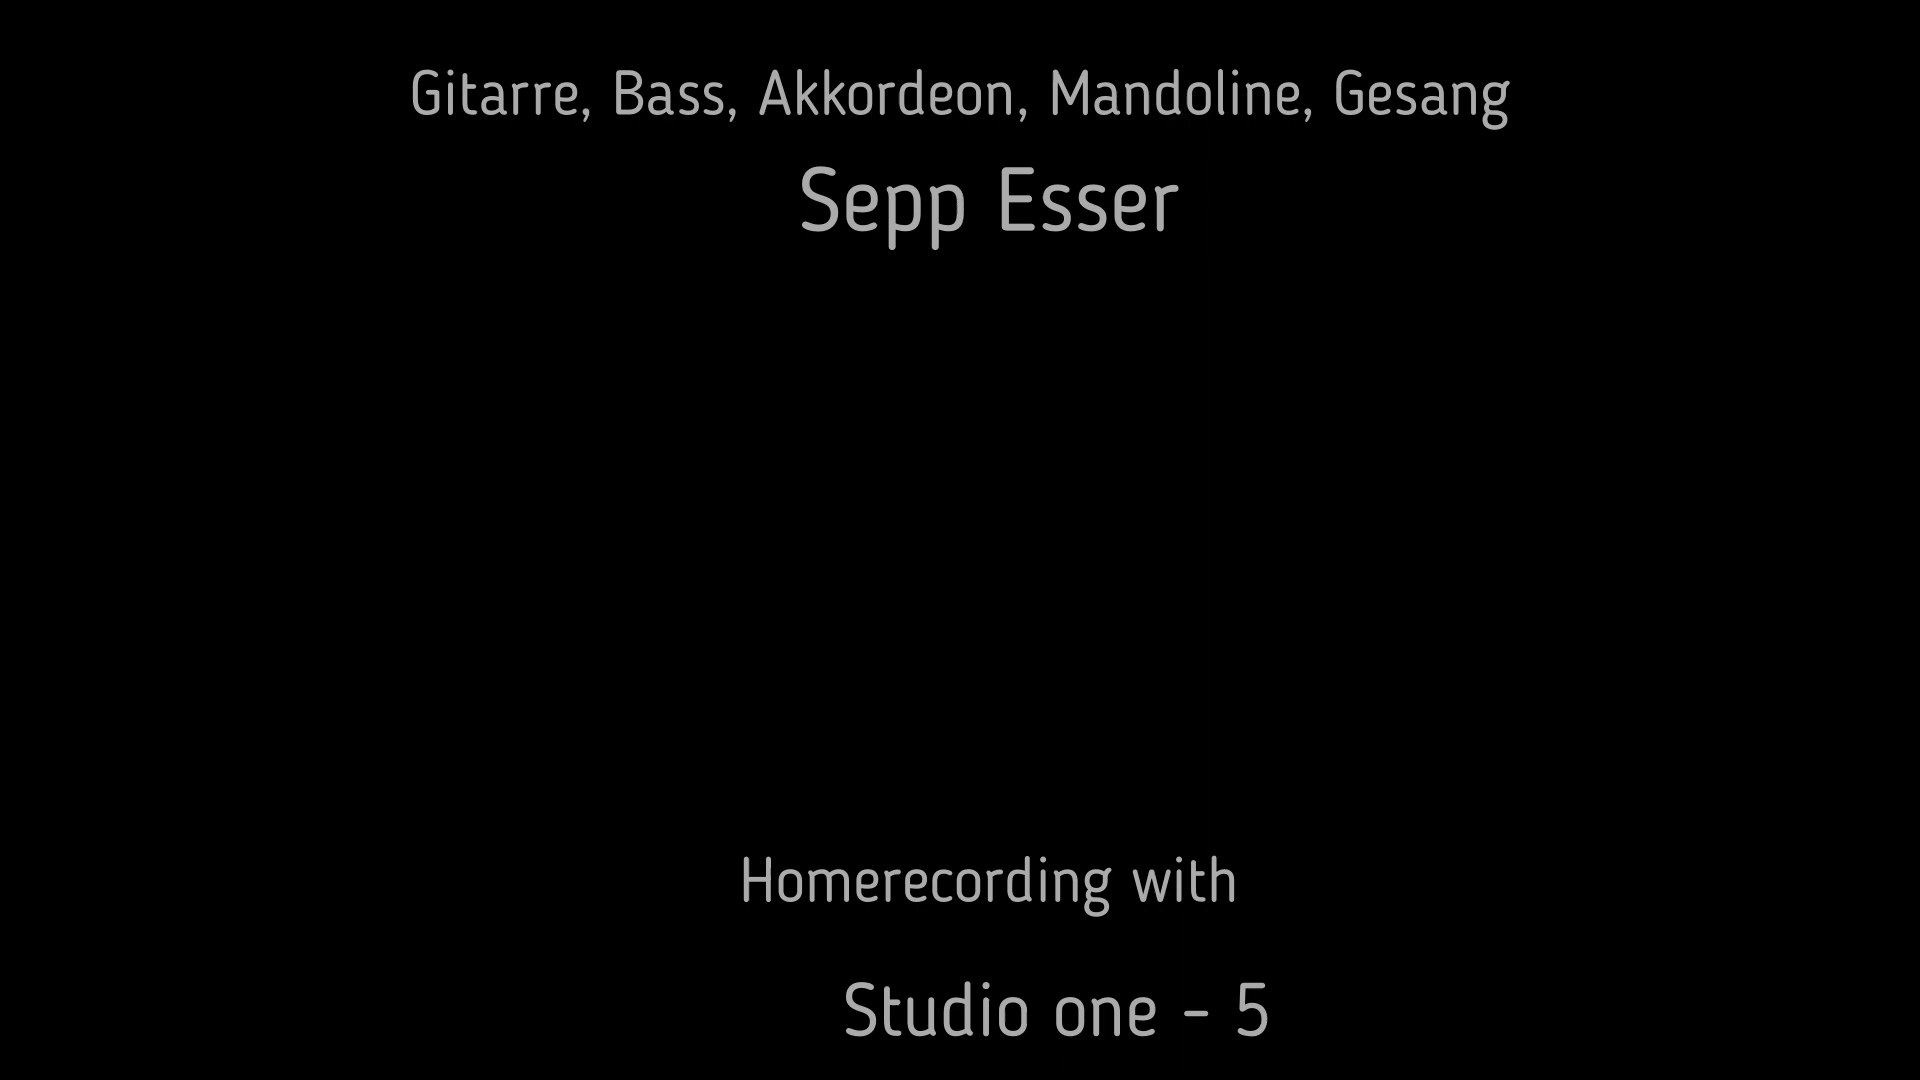 Gitarre, Bass, Akkordeon, Mandoline, Gesang
Sepp Esser
Homerecording with
Studio one - 5